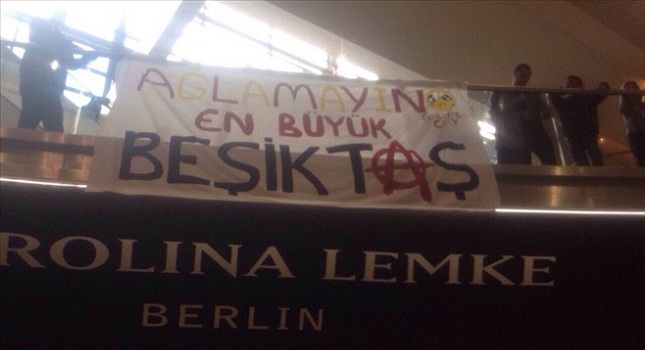 AĞLAMAYIN
EN BÜYÜK
BEŞİKTAŞ
ROLINA LEMKE
BERLIN